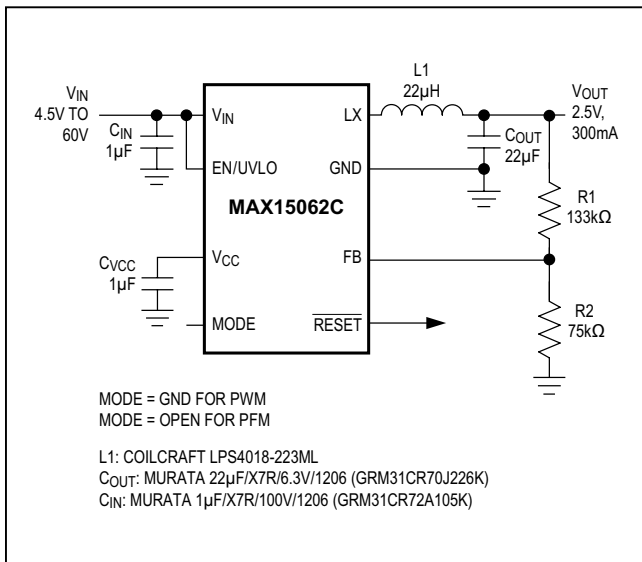 L1
22µH
VIN
4.5V TO
60V
CIN
1µF
VIN
LX
VOUT
2.5V,
300mA
COUT
22µF
EN/UVLO
GND
MAX15062C
R1
133kΩ
CVCC
1µF
VCC
FB
MODE
RESET
R2
75kΩ
MODE = GND FOR PWM
MODE = OPEN FOR PFM
L1: COILCRAFT LPS4018-223ML
COUT: MURATA 22µF/X7R/6.3V/1206 (GRM31CR70J226K)
CIN: MURATA 1µF/X7R/100V/1206 (GRM31CR72A105K)